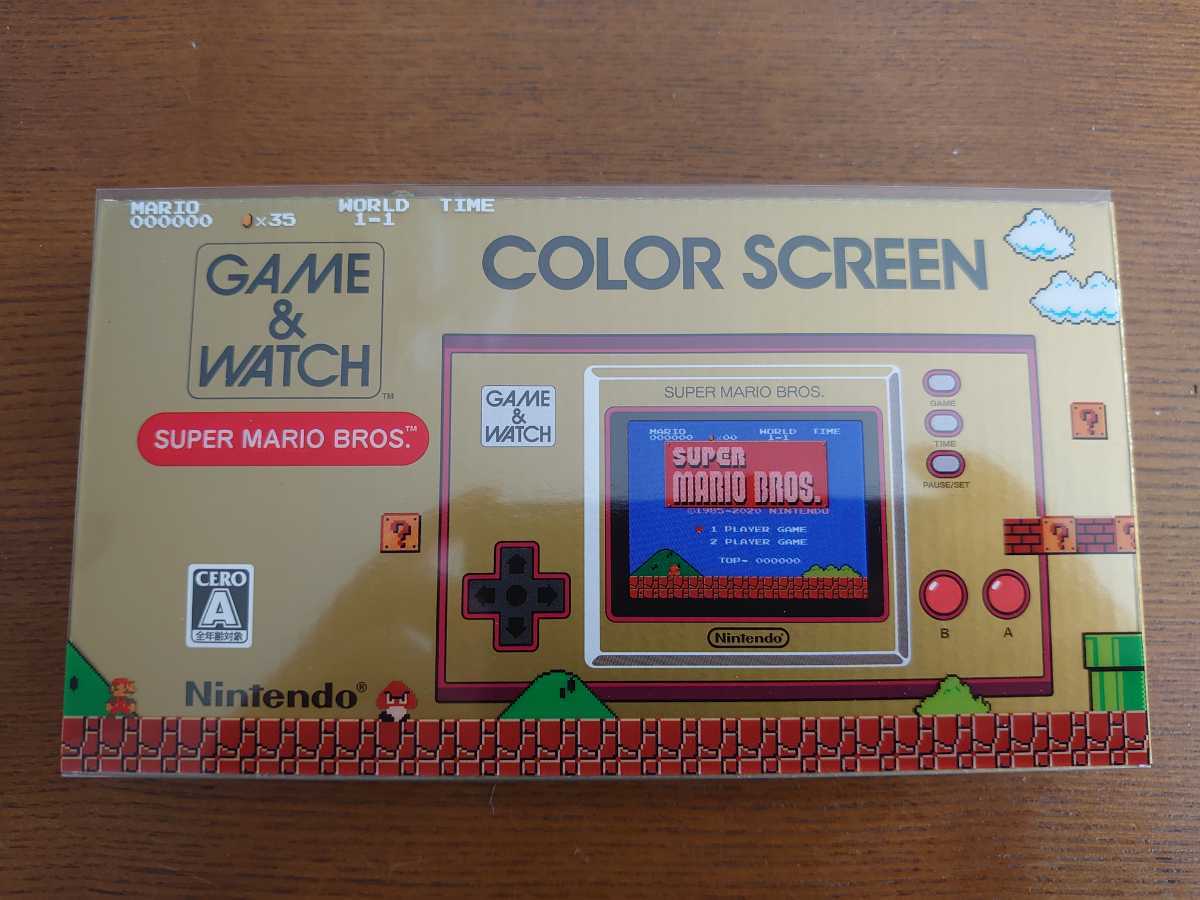 MARIO WORLD TIME
000000 x35 1-1
GAME
&
WATCH
TM
COLOR SCREEN
SUPER MARIO BROS.™
GAME
&
WATCH
SUPER MARIO BROS.
MARIO WORLD TIME
000000 x00 1-1
SUPER
MARIO BROS.
©1985-2020 NINTENDO
1 PLAYER GAME
2 PLAYER GAME
TOP- 000000
Nintendo
GAME
TIME
PAUSE/SET
?
?
? ?
B A
CERO
A
全年齢対象
Nintendo®